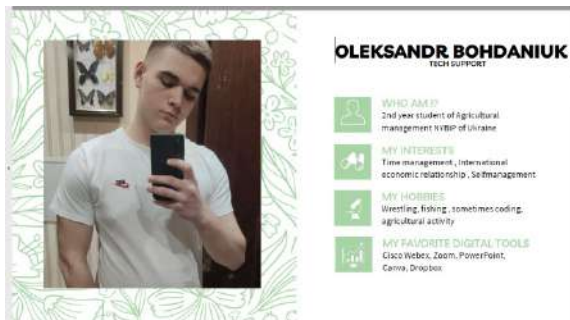 OLEKSANDR BOHDANIUK
TECH SUPPORT
WHO AM I?
2nd year student of Agricultural
management NYBiP of Ukraine
MY INTERESTS
Time management , International
economic relationship , Selfmanagement
MY HOBBIES
Wrestling, fishing , sometimes coding,
agricultural activity
MY FAVORITE DIGITAL TOOLS
Cisco Webex, Zoom, PowerPoint,
Canva, Dropbox